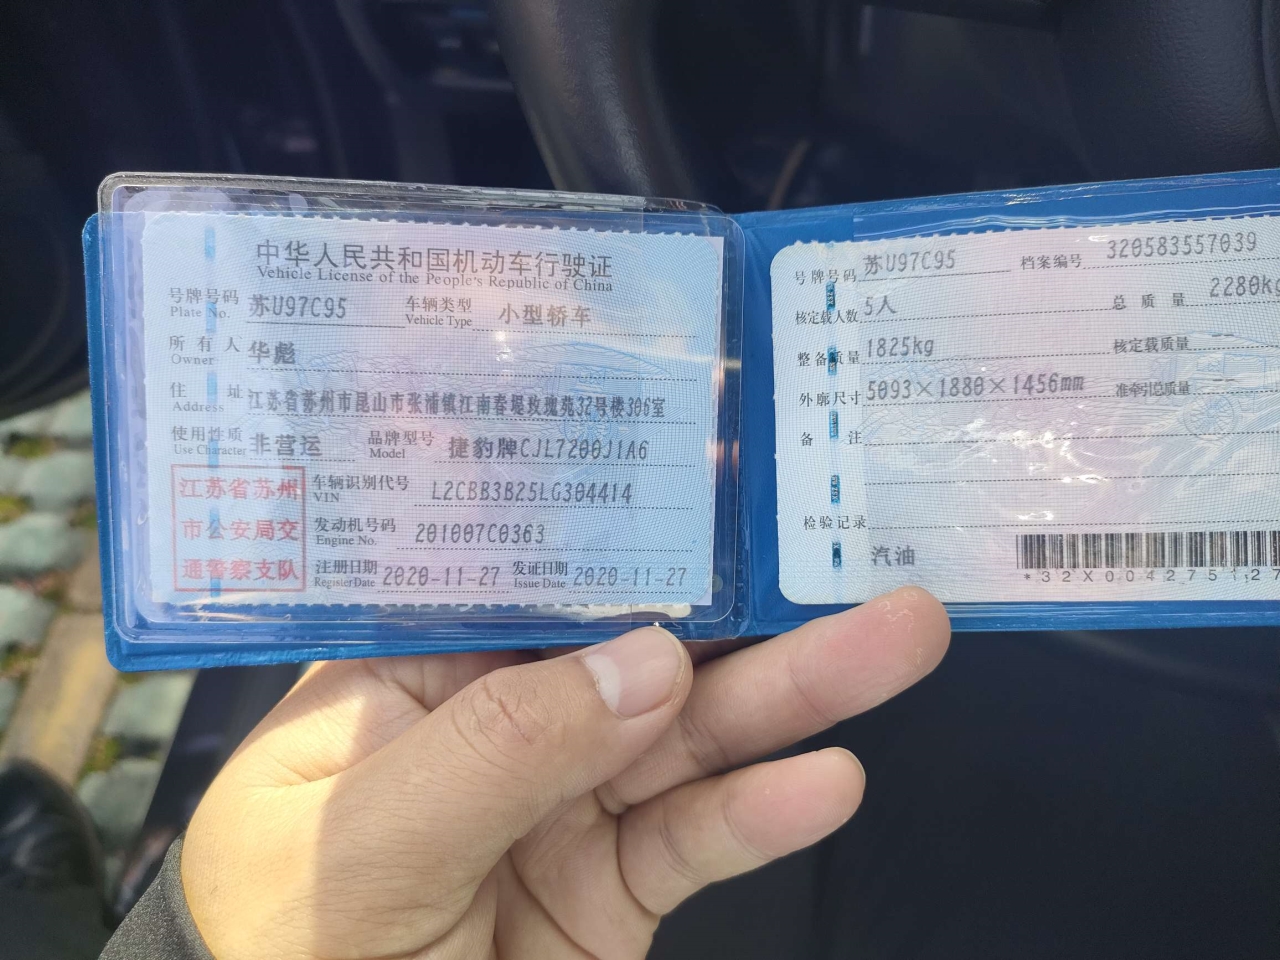 中华人民共和国机动车行驶证
Vehicle License of the People's Republic of China
号牌号码 苏U97C95 车辆类型 小型轿车
Plate No. Vehicle Type
所有人 华彪
Owner
住址 江苏省苏州市昆山市张浦镇江南春堤玫瑰苑32号楼306室
Address
使用性质 非营运 品牌型号 捷豹牌CJL7200J1A6
Use Character Model
江苏省苏州
市公安局交
通警察支队
车辆识别代号 L2CBB3B25LG304414
VIN
发动机号码 201007C0363
Engine No.
注册日期 2020-11-27 发证日期 2020-11-27
Register Date Issue Date
号牌号码 苏U97C95 档案编号 320583557039
核定载人数 5人 总质量 2280kg
整备质量 1825kg 核定载质量 --
外廓尺寸 5093×1880×1456mm 准牵引总质量 --
备注
检验记录
汽油